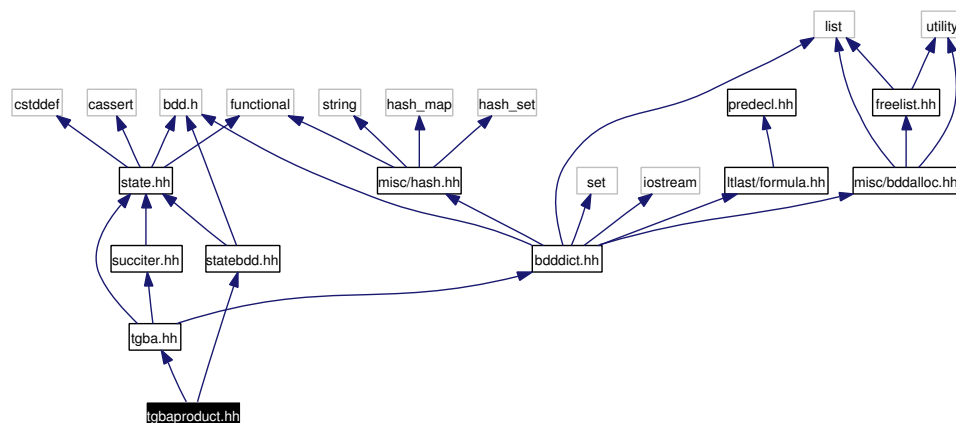 list
utility
cstddef
cassert
bdd.h
functional
string
hash_map
hash_set
predecl.hh
freelist.hh
state.hh
misc/hash.hh
set
iostream
ltlast/formula.hh
misc/bddalloc.hh
succiter.hh
statebdd.hh
bdddict.hh
tgba.hh
tgbaproduct.hh